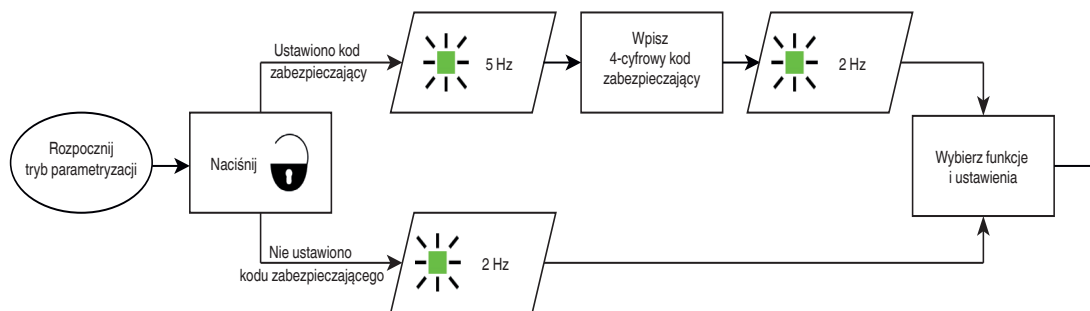 Rozpocznij
tryb parametryzacji
Naciśnij
Ustawiono kod
zabezpieczający
5 Hz
Wpisz
4-cyfrowy kod
zabezpieczający
2 Hz
Nie ustawiono
kodu zabezpieczającego
2 Hz
Wybierz funkcje
i ustawienia